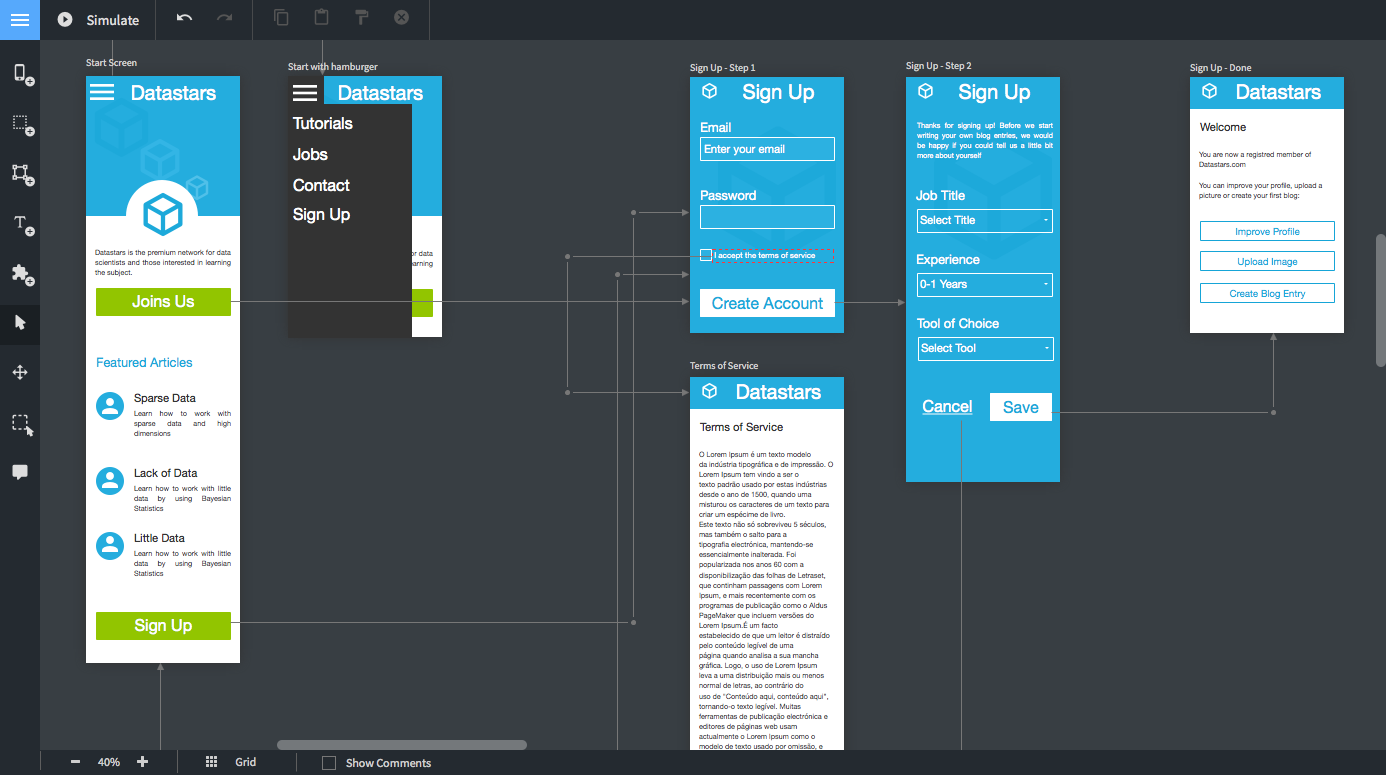 Simulate
Start Screen
Datastars
Datastars is the premium network for data
scientists and those interested in learning
the subject.
Joins Us
Featured Articles
Sparse Data
Learn how to work with
sparse data and high
dimensions
Lack of Data
Learn how to work with little
data by using Bayesian
Statistics
Little Data
Learn how to work with little
data by using Bayesian
Statistics
Sign Up
Start with hamburger
Datastars
Tutorials
Jobs
Contact
Sign Up
for data
arning
Sign Up - Step 1
Sign Up
Email
Enter your email
Password
I accept the terms of service
Create Account
Terms of Service
Datastars
Terms of Service
O Lorem Ipsum é um texto modelo
da indústria tipográfica e de impressão. O
Lorem Ipsum tem vindo a ser o
texto padrão usado por estas indústrias
desde o ano de 1500, quando uma
misturou os caracteres de um texto para
criar um espécime de livro.
Este texto não só sobreviveu 5 séculos,
mas também o salto para a
tipografia electrónica, mantendo-se
essencialmente inalterada. Foi
popularizada nos anos 60 com a
disponibilização das folhas de Letraset,
que continham passagens com Lorem
Ipsum, e mais recentemente com os
programas de publicação como o Aldus
PageMaker que incluem versões do
Lorem Ipsum.É um facto
estabelecido de que um leitor é distraído
pelo conteúdo legível de uma
página quando analisa a sua mancha
gráfica. Logo, o uso de Lorem Ipsum
leva a uma distribuição mais ou menos
normal de letras, ao contrário do
uso de "Conteúdo aqui, conteúdo aqui",
tornando-o texto legível. Muitas
ferramentas de publicação electrónica e
editores de páginas web usam
actualmente o Lorem Ipsum como o
modelo de texto usado por omissão, e
Sign Up - Step 2
Sign Up
Thanks for signing up! Before we start
writing your own blog entries, we would
be happy if you could tell us a little bit
more about yourself
Job Title
Select Title
Experience
0-1 Years
Tool of Choice
Select Tool
Cancel
Save
Sign Up - Done
Datastars
Welcome
You are now a registred member of
Datastars.com
You can improve your profile, upload a
picture or create your first blog:
Improve Profile
Upload Image
Create Blog Entry
40%
Grid
Show Comments